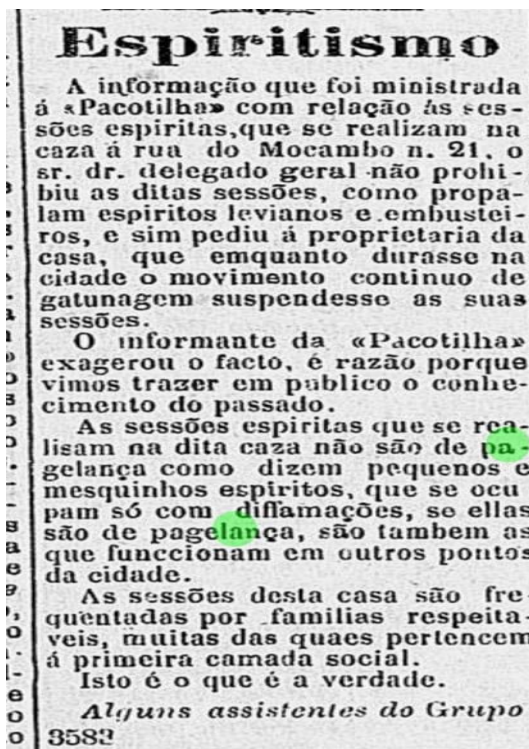 Espiritismo
A informação que foi ministrada
á «Pacotilha» com relação ás ses-
sões espiritas,que se realizam na
caza á rua do Mocambo n. 21, o
sr. dr. delegado geral não prohi-
biu as ditas sessões, como propa-
lam espiritos levianos e embustei-
ros, e sim pediu á proprietaria da
casa, que emquanto durasse na
cidade o movimento continuo de
gatunagem suspendesse as suas
sessões.
O informante da «Pacotilha»
exagerou o facto, é razão porque
vimos trazer em publico o conhe-
cimento do passado.
As sessões espiritas que se rea-
lisam na dita caza não são de pa-
gelança como dizem pequenos e
mesquinhos espiritos, que se ocu
pam só com diffamações, se ellas
são de pagelança, são tambem as
que funccionam em outros pontos
da cidade.
As sessões desta casa são fre
quentadas por familias respeita-
veis, muitas das quaes pertencem
á primeira camada social.
Isto é o que é a verdade.
Alguns assistentes do Grupo
3582